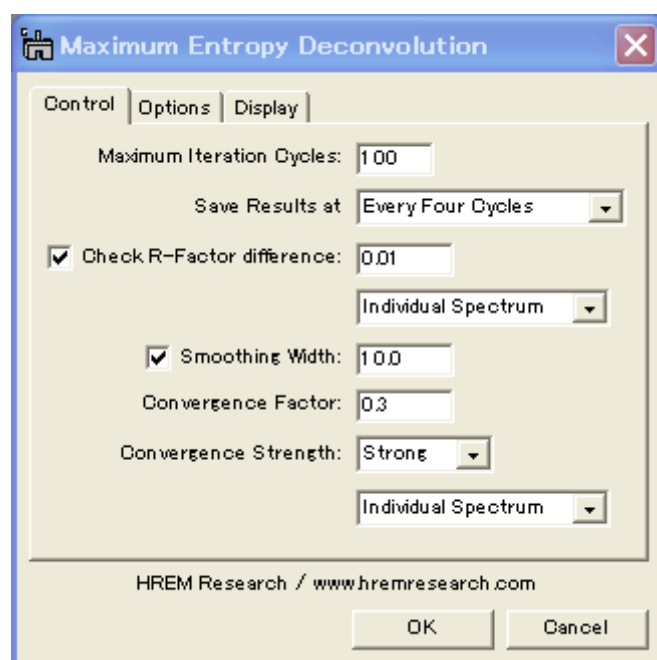 Maximum Entropy Deconvolution
Control Options Display
Maximum Iteration Cycles: 100
Save Results at Every Four Cycles
Check R-Factor difference: 0.01
Individual Spectrum
Smoothing Width: 10.0
Convergence Factor: 0.3
Convergence Strength: Strong
Individual Spectrum
HREM Research / www.hremresearch.com
OK Cancel